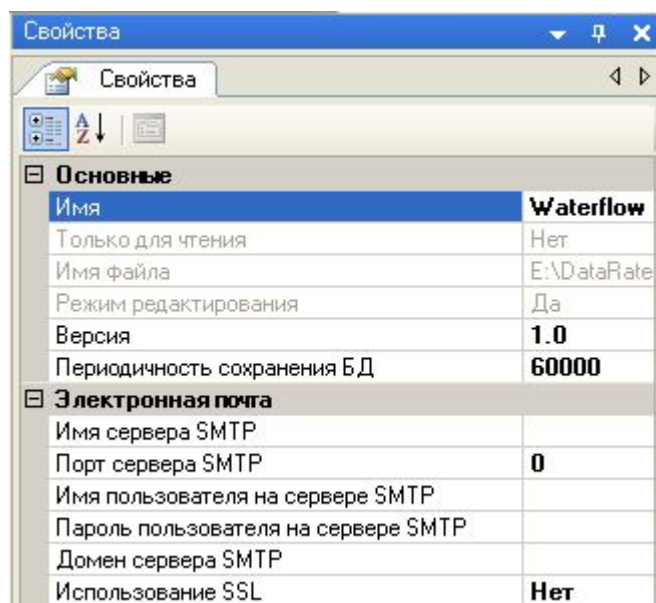 Свойства
Свойства
Основные
Имя Waterflow
Только для чтения Нет
Имя файла E:\DataRate
Режим редактирования Да
Версия 1.0
Периодичность сохранения БД 60000
Электронная почта
Имя сервера SMTP
Порт сервера SMTP 0
Имя пользователя на сервере SMTP
Пароль пользователя на сервере SMTP
Домен сервера SMTP
Использование SSL Нет